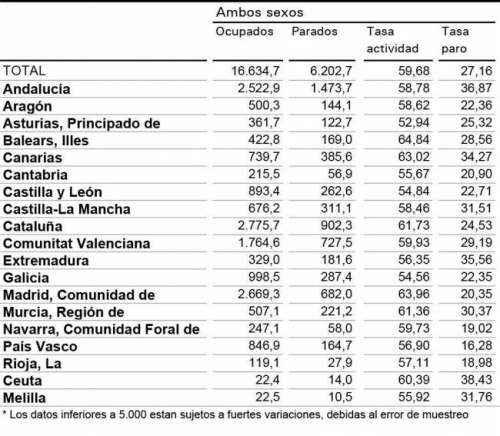 Ambos sexos
Ocupados Parados Tasa actividad Tasa paro
TOTAL 16.634,7 6.202,7 59,68 27,16
Andalucía 2.522,9 1.473,7 58,78 36,87
Aragón 500,3 144,1 58,62 22,36
Asturias, Principado de 361,7 122,7 52,94 25,32
Balears, Illes 422,8 169,0 64,84 28,56
Canarias 739,7 385,6 63,02 34,27
Cantabria 215,5 56,9 55,67 20,90
Castilla y León 893,4 262,6 54,84 22,71
Castilla-La Mancha 676,2 311,1 58,46 31,51
Cataluña 2.775,7 902,3 61,73 24,53
Comunitat Valenciana 1.764,6 727,5 59,93 29,19
Extremadura 329,0 181,6 56,35 35,56
Galicia 998,5 287,4 54,56 22,35
Madrid, Comunidad de 2.669,3 682,0 63,96 20,35
Murcia, Región de 507,1 221,2 61,36 30,37
Navarra, Comunidad Foral de 247,1 58,0 59,73 19,02
País Vasco 846,9 164,7 56,90 16,28
Rioja, La 119,1 27,9 57,11 18,98
Ceuta 22,4 14,0 60,39 38,43
Melilla 22,5 10,5 55,92 31,76
* Los datos inferiores a 5.000 estan sujetos a fuertes variaciones, debidas al error de muestreo